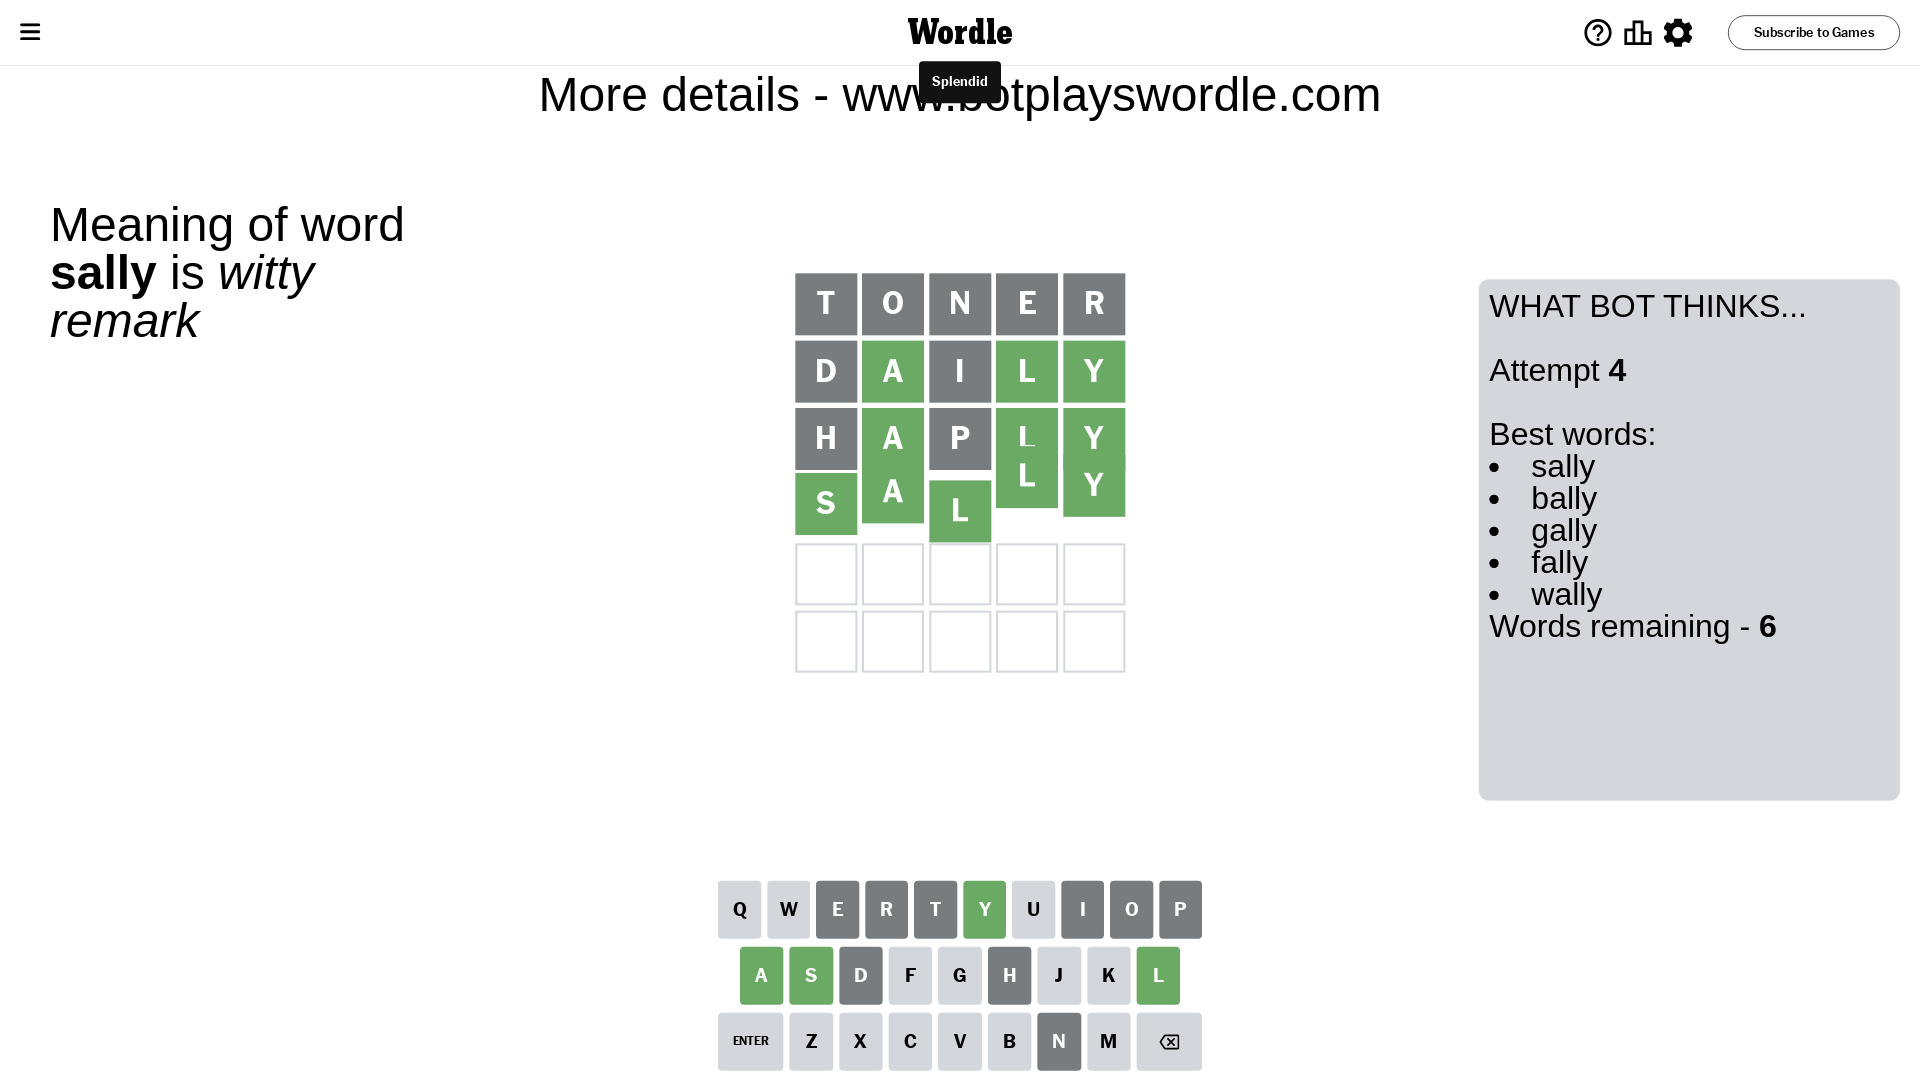 Wordle
Subscribe to Games
Splendid
More details - www.botplayswordle.com
Meaning of word
sally is witty
remark
T O N E R
D A I L Y
H A P L Y
S A L L Y
WHAT BOT THINKS...
Attempt 4
Best words:
• sally
• bally
• gally
• fally
• wally
Words remaining - 6
Q W E R T Y U I O P
A S D F G H J K L
ENTER Z X C V B N M